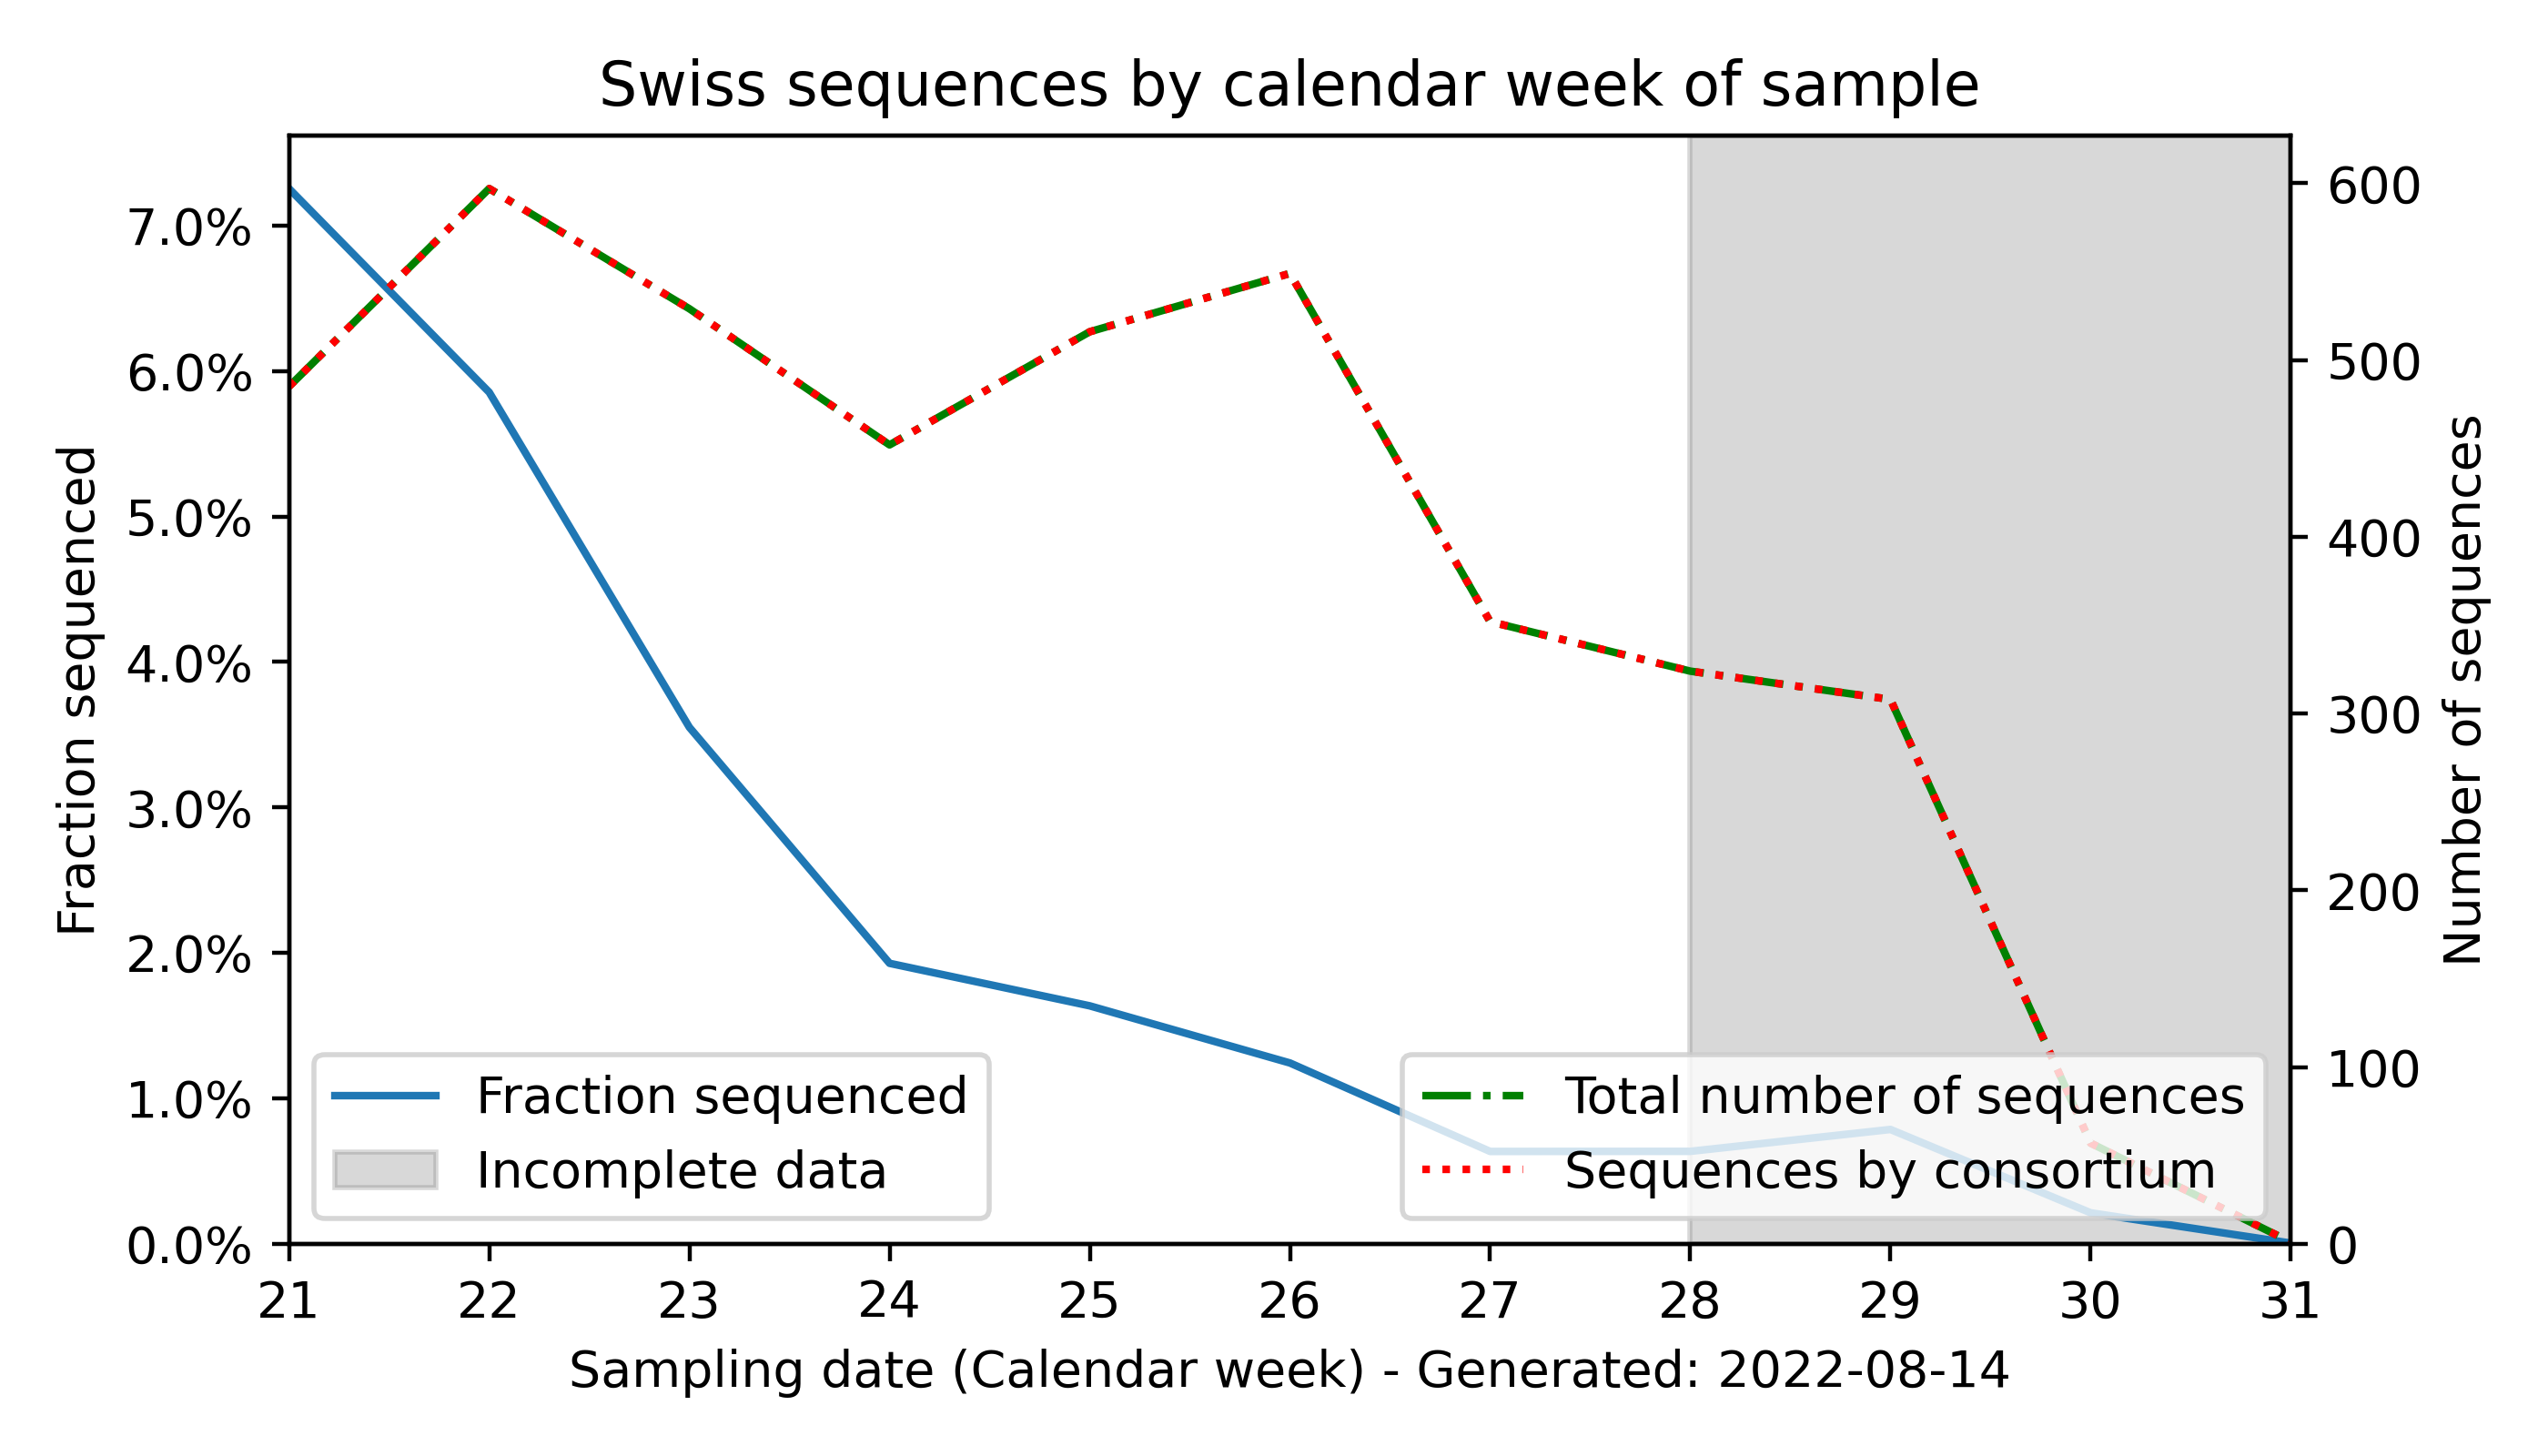 Swiss sequences by calendar week of sample
7.0%
6.0%
5.0%
4.0%
3.0%
2.0%
1.0%
0.0%
Fraction sequenced
600
500
400
300
200
100
0
Number of sequences
Fraction sequenced
Incomplete data
Total number of sequences
Sequences by consortium
21 22 23 24 25 26 27 28 29 30 31
Sampling date (Calendar week) - Generated: 2022-08-14